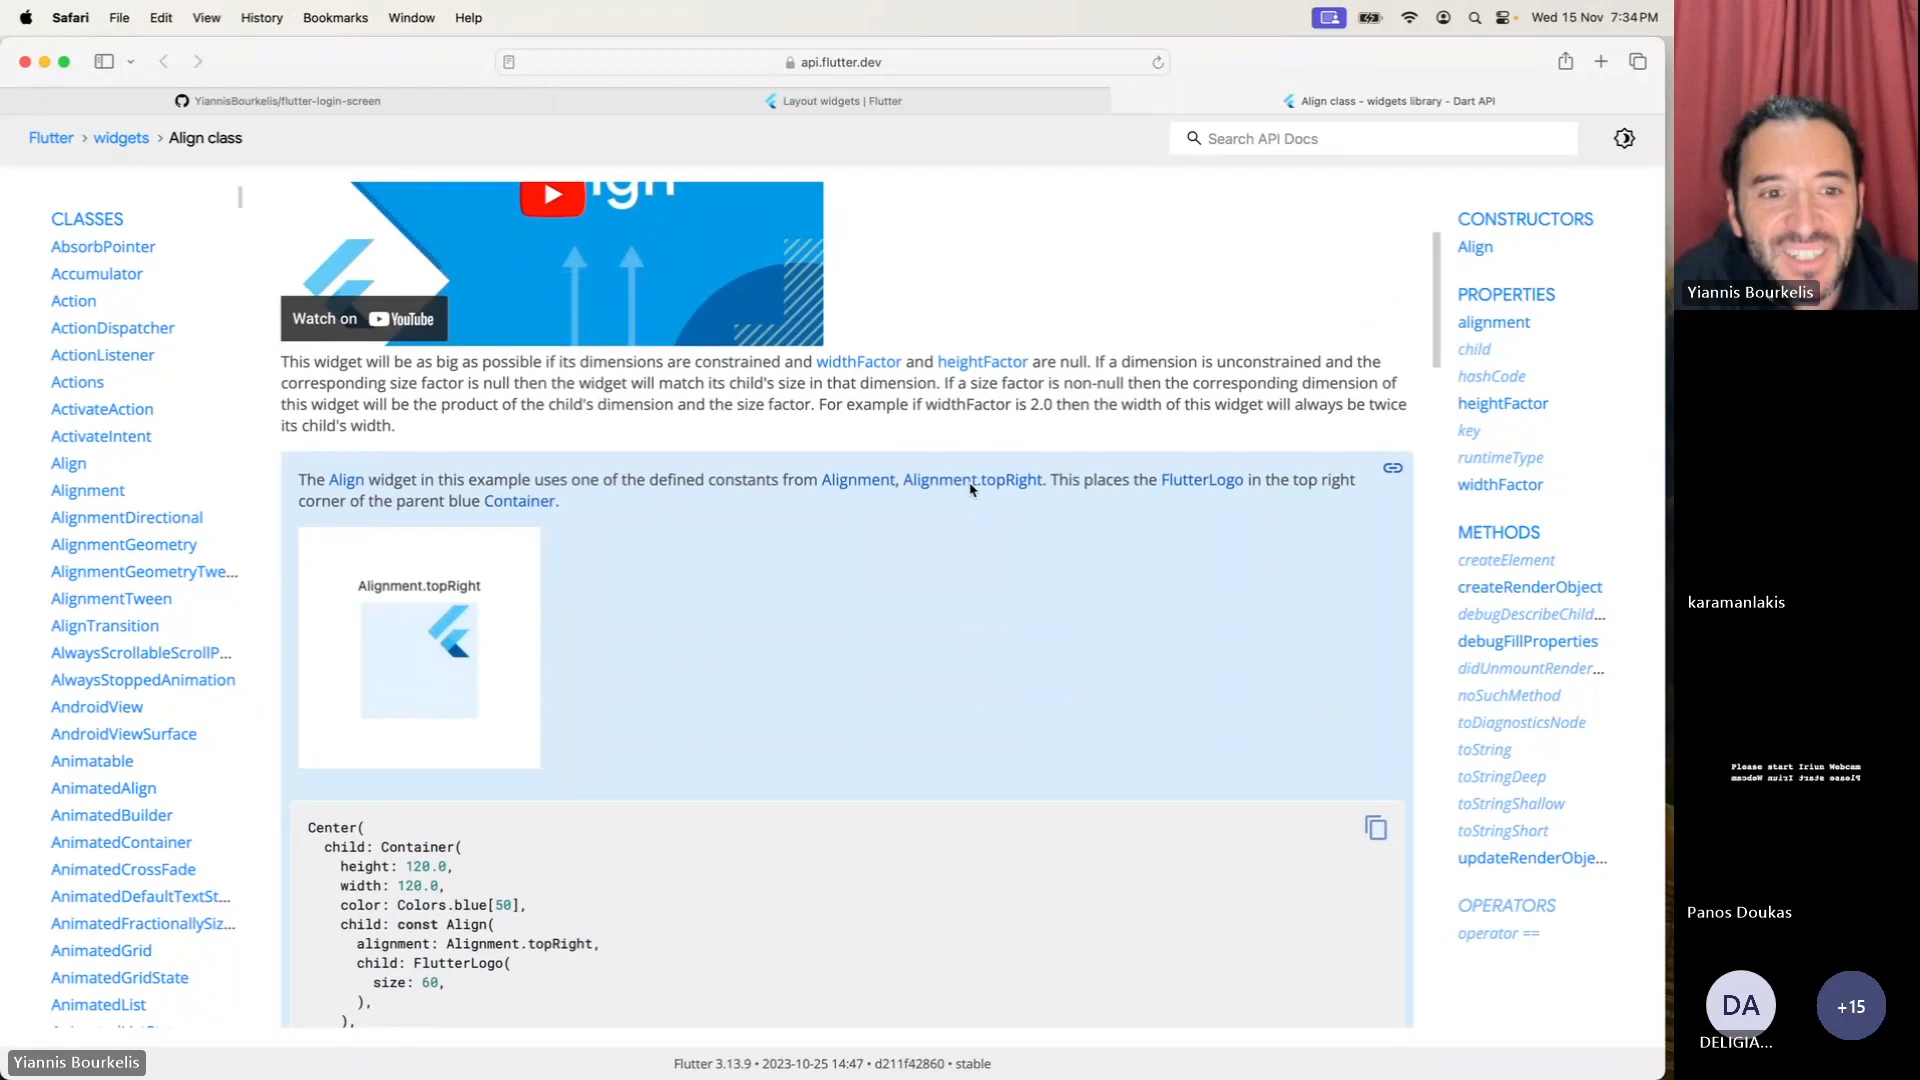 Safari File Edit View History Bookmarks Window Help
Wed 15 Nov 7:34 PM
api.flutter.dev
YiannisBourkelis/flutter-login-screen
Layout widgets | Flutter
Align class - widgets library - Dart API
Flutter > widgets > Align class
Search API Docs
CLASSES
AbsorbPointer
Accumulator
Action
ActionDispatcher
ActionListener
Actions
ActivateAction
ActivateIntent
Align
Alignment
AlignmentDirectional
AlignmentGeometry
AlignmentGeometryTwe...
AlignmentTween
AlignTransition
AlwaysScrollableScrollP...
AlwaysStoppedAnimation
AndroidView
AndroidViewSurface
Animatable
AnimatedAlign
AnimatedBuilder
AnimatedContainer
AnimatedCrossFade
AnimatedDefaultTextSt...
AnimatedFractionallySiz...
AnimatedGrid
AnimatedGridState
AnimatedList
Watch on YouTube
This widget will be as big as possible if its dimensions are constrained and widthFactor and heightFactor are null. If a dimension is unconstrained and the
corresponding size factor is null then the widget will match its child's size in that dimension. If a size factor is non-null then the corresponding dimension of
this widget will be the product of the child's dimension and the size factor. For example if widthFactor is 2.0 then the width of this widget will always be twice
its child's width.
The Align widget in this example uses one of the defined constants from Alignment, Alignment.topRight. This places the FlutterLogo in the top right
corner of the parent blue Container.
Alignment.topRight
Center(
child: Container(
height: 120.0,
width: 120.0,
color: Colors.blue[50],
child: const Align(
alignment: Alignment.topRight,
child: FlutterLogo(
size: 60,
),
),
CONSTRUCTORS
Align
PROPERTIES
alignment
child
hashCode
heightFactor
key
runtimeType
widthFactor
METHODS
createElement
createRenderObject
debugDescribeChild...
debugFillProperties
didUnmountRender...
noSuchMethod
toDiagnosticsNode
toString
toStringDeep
toStringShallow
toStringShort
updateRenderObje...
OPERATORS
operator ==
Flutter 3.13.9 • 2023-10-25 14:47 • d211f42860 • stable
Yiannis Bourkelis
Yiannis Bourkelis
karamanlakis
Please start Iriun Webcam
Please start Iriun Webcam
Panos Doukas
DA
DELIGIA...
+15